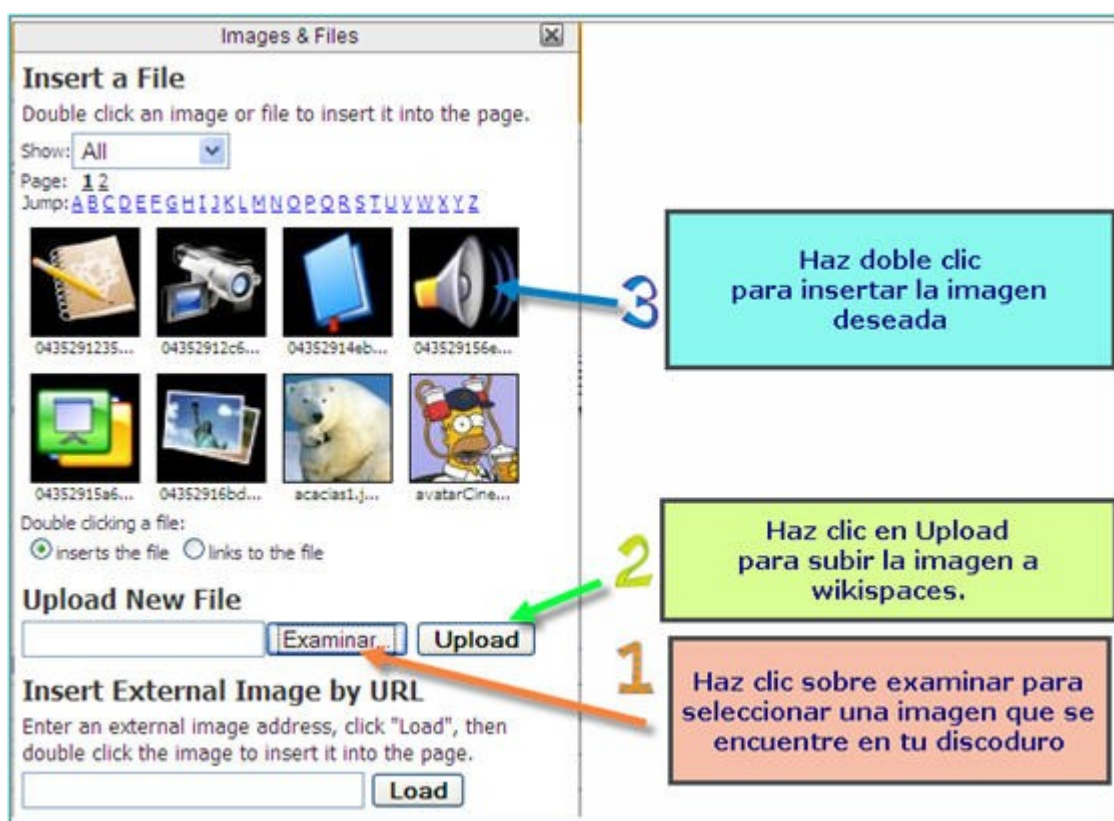 Images & Files
Insert a File
Double click an image or file to insert it into the page.
Show: All
Page: 1 2
Jump: A B C D E F G H I J K L M N O P Q R S T U V W X Y Z
0435291235... 04352912c6... 04352914eb... 043529156e...
04352915a6... 04352916bd... acacias1.j... avatarCine...
Double clicking a file:
inserts the file links to the file
Upload New File
Examinar... Upload
Insert External Image by URL
Enter an external image address, click "Load", then
double click the image to insert it into the page.
Load
3
Haz doble clic
para insertar la imagen
deseada
2
Haz clic en Upload
para subir la imagen a
wikispaces.
1
Haz clic sobre examinar para
seleccionar una imagen que se
encuentre en tu discoduro